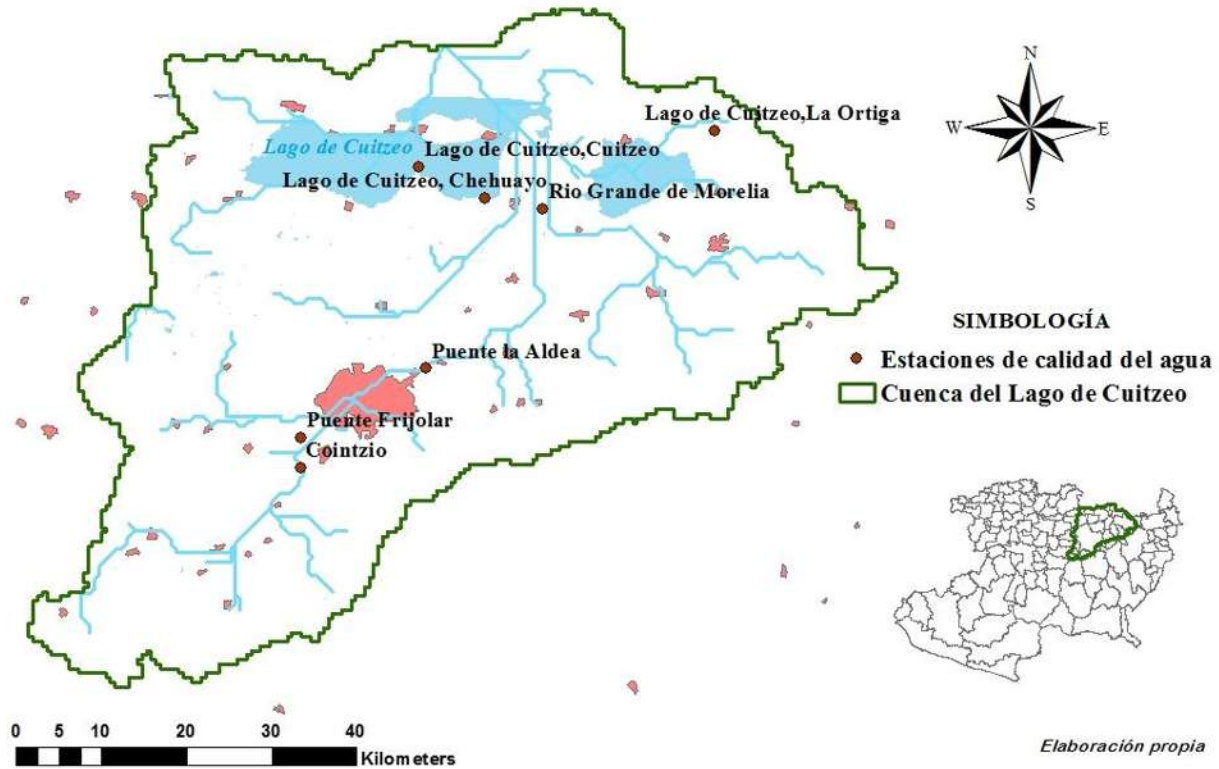 N
W
E
S
Lago de Cuitzeo,La Ortiga
Lago de Cuitzeo
Lago de Cuitzeo,Cuitzeo
Lago de Cuitzeo, Chehuayo
Rio Grande de Morelia
Puente la Aldea
Puente Frijolar
Cointzio
SIMBOLOGÍA
Estaciones de calidad del agua
Cuenca del Lago de Cuitzeo
0 5 10 20 30 40
Kilometers
Elaboración propia